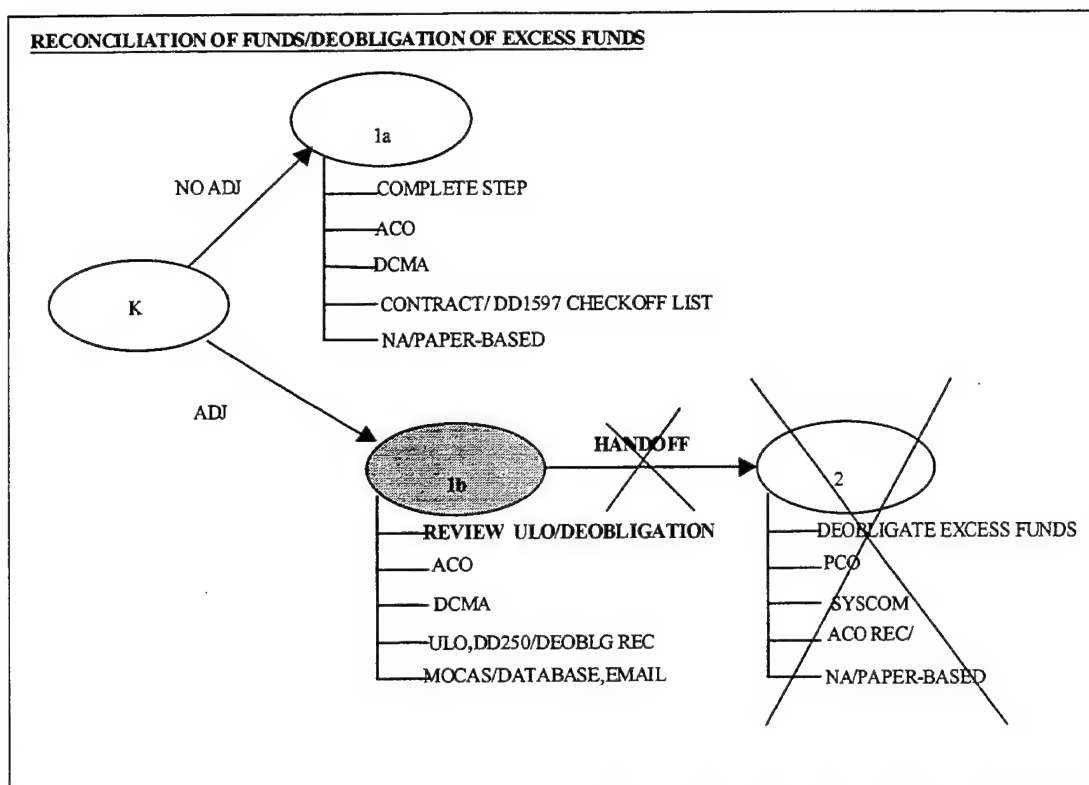 RECONCILIATION OF FUNDS/DEOBLIGATION OF EXCESS FUNDS
1a
NO ADJ
COMPLETE STEP
ACO
DCMA
CONTRACT/ DD1597 CHECKOFF LIST
NA/PAPER-BASED
K
ADJ
1b
HANDOFF
2
REVIEW ULO/DEOBLIGATION
ACO
DCMA
ULO,DD250/DEOBLG REC
MOCAS/DATABASE,EMAIL
DEOBLIGATE EXCESS FUNDS
PCO
SYSCOM
ACO REC/
NA/PAPER-BASED